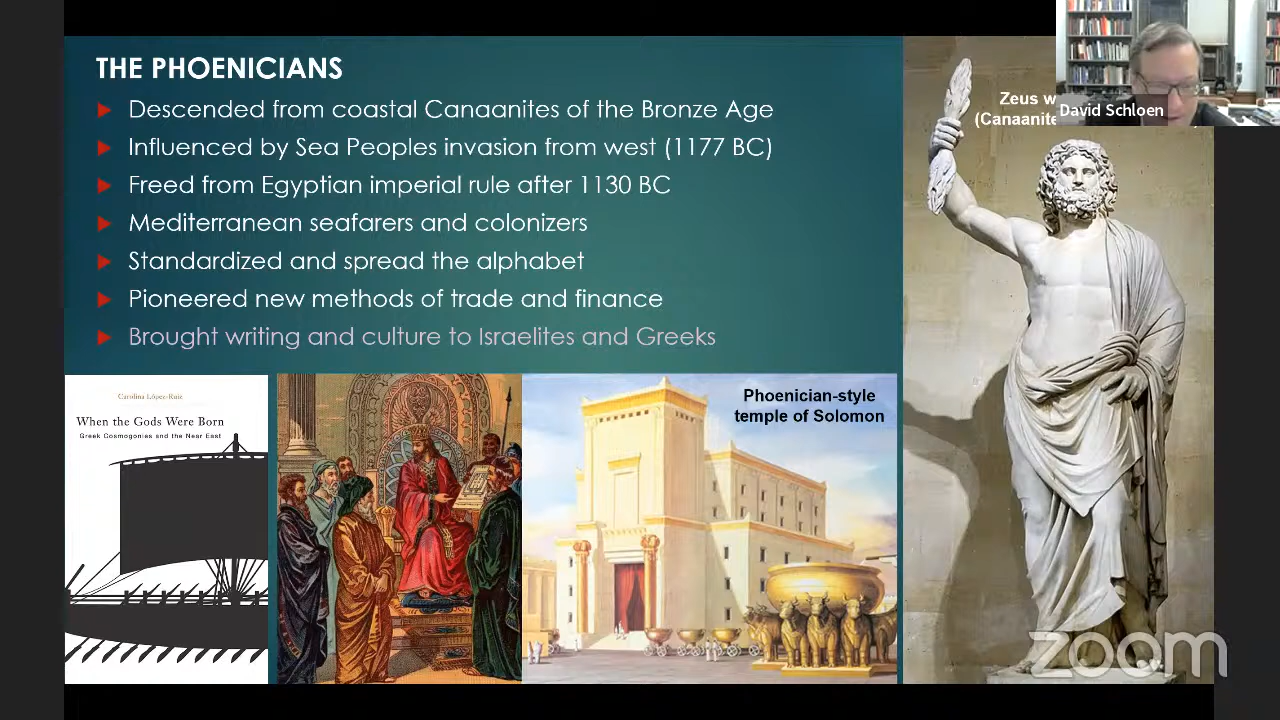 THE PHOENICIANS
Descended from coastal Canaanites of the Bronze Age
Influenced by Sea Peoples invasion from west (1177 BC)
Freed from Egyptian imperial rule after 1130 BC
Mediterranean seafarers and colonizers
Standardized and spread the alphabet
Pioneered new methods of trade and finance
Brought writing and culture to Israelites and Greeks
Carolina López-Ruiz
When the Gods Were Born
Greek Cosmogonies and the Near East
Phoenician-style
temple of Solomon
Zeus w
(Canaanite
David Schloen
zoom